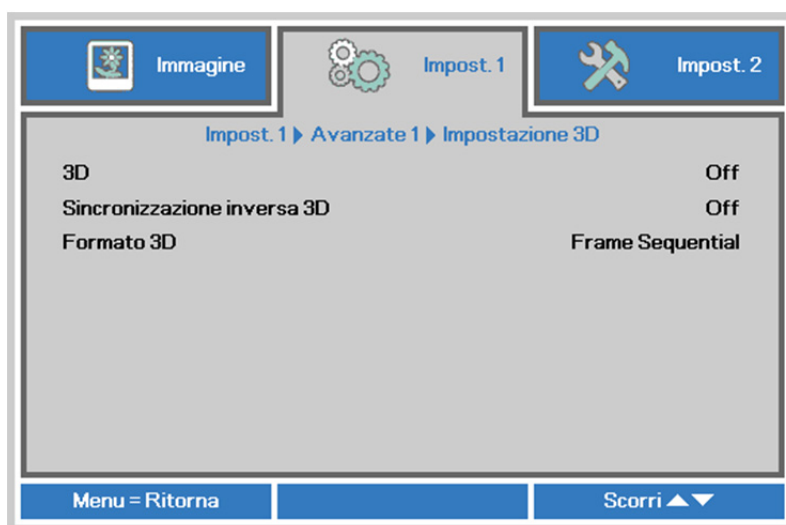 Immagine
Impost. 1
Impost. 2
Impost. 1 Avanzate 1 Impostazione 3D
3D Off
Sincronizzazione inversa 3D Off
Formato 3D Frame Sequential
Menu = Ritorna
Scorri ▲▼